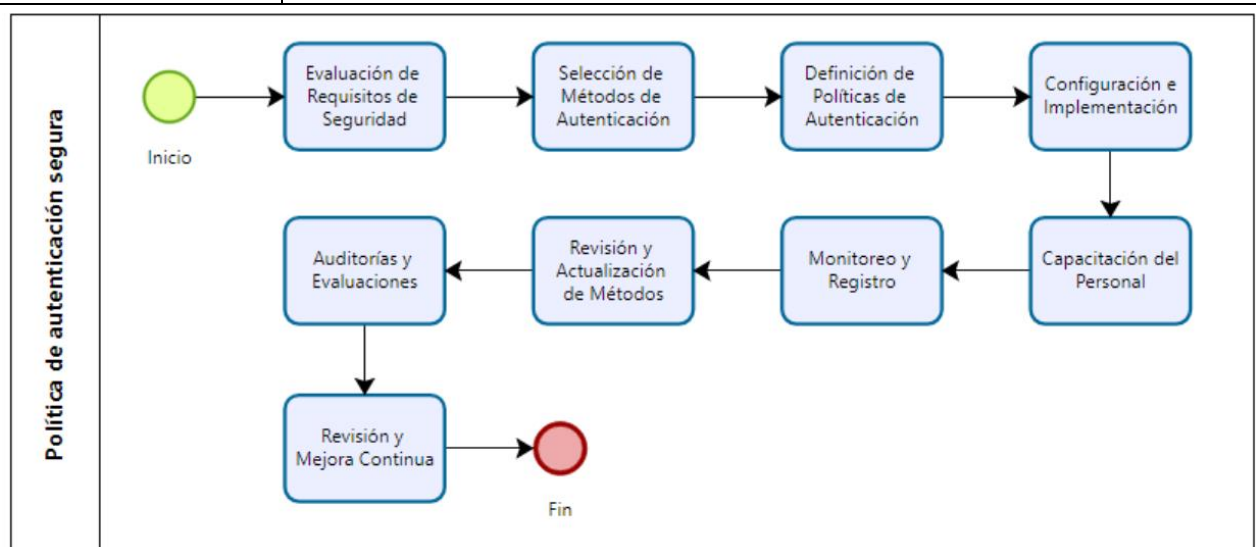 Política de autenticación segura
Inicio
Evaluación de
Requisitos de
Seguridad
Selección de
Métodos de
Autenticación
Definición de
Políticas de
Autenticación
Configuración e
Implementación
Capacitación del
Personal
Monitoreo y
Registro
Revisión y
Actualización
de Métodos
Auditorías y
Evaluaciones
Revisión y
Mejora Continua
Fin